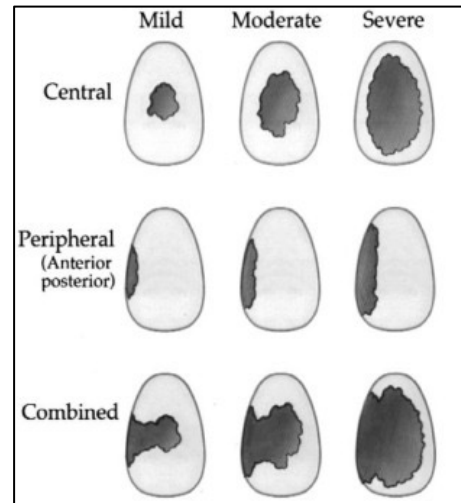 Mild Moderate Severe
Central
Peripheral
(Anterior
posterior)
Combined